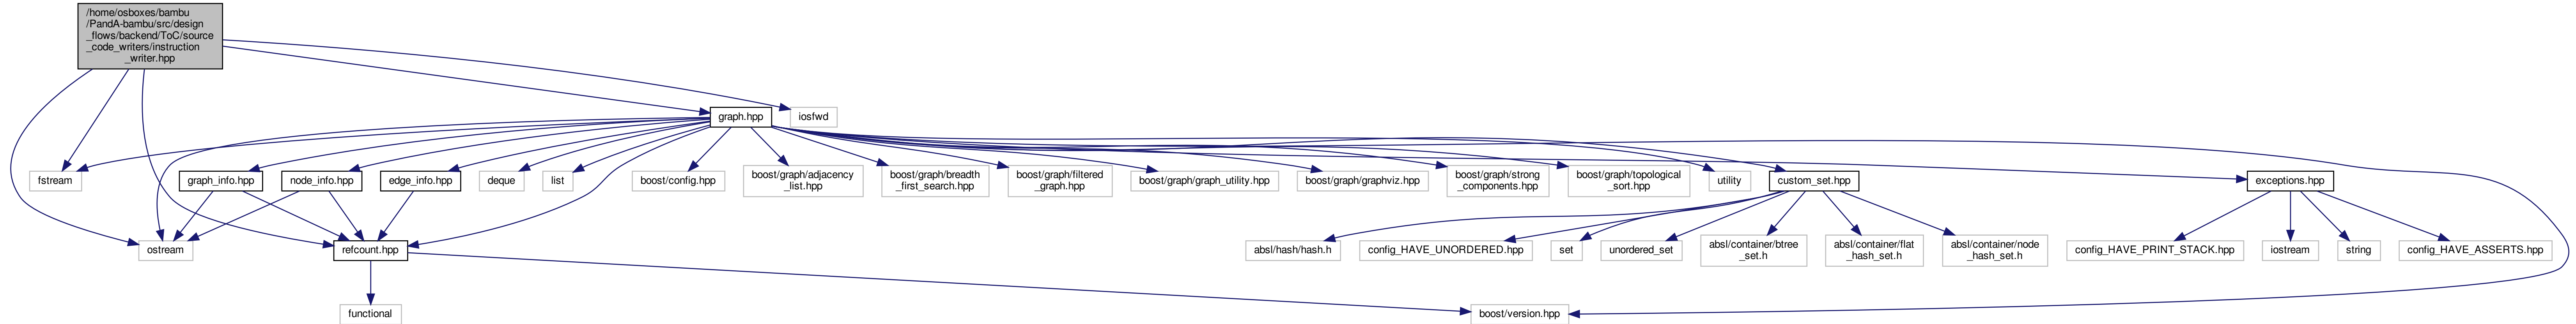 /home/osboxes/bambu
/PandA-bambu/src/design
_flows/backend/ToC/source
_code_writers/instruction
_writer.hpp
graph.hpp
iosfwd
fstream
graph_info.hpp
node_info.hpp
edge_info.hpp
deque
list
boost/config.hpp
boost/graph/adjacency
_list.hpp
boost/graph/breadth
_first_search.hpp
boost/graph/filtered
_graph.hpp
boost/graph/graph_utility.hpp
boost/graph/graphviz.hpp
boost/graph/strong
_components.hpp
boost/graph/topological
_sort.hpp
utility
custom_set.hpp
exceptions.hpp
ostream
refcount.hpp
absl/hash/hash.h
config_HAVE_UNORDERED.hpp
set
unordered_set
absl/container/btree
_set.h
absl/container/flat
_hash_set.h
absl/container/node
_hash_set.h
config_HAVE_PRINT_STACK.hpp
iostream
string
config_HAVE_ASSERTS.hpp
functional
boost/version.hpp